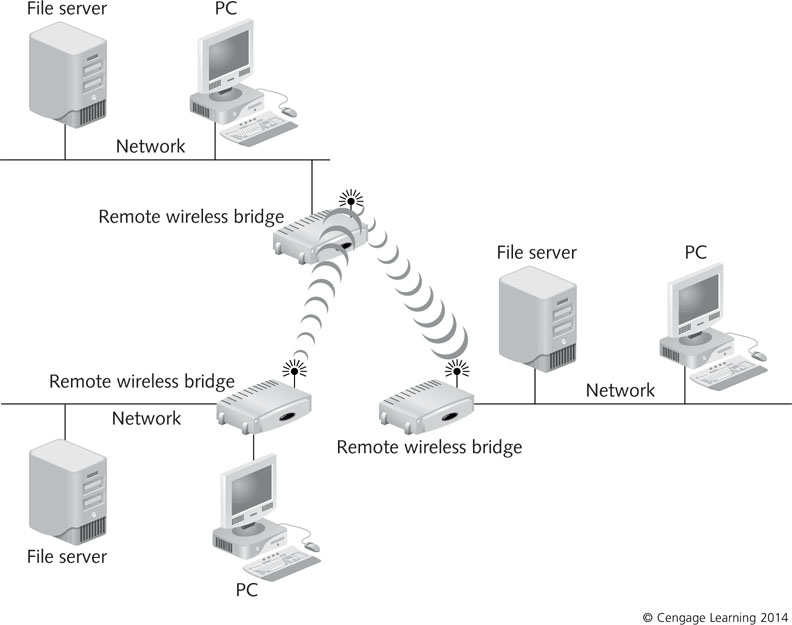 File server
PC
Network
Remote wireless bridge
File server
PC
Remote wireless bridge
Network
Network
Remote wireless bridge
File server
PC
© Cengage Learning 2014